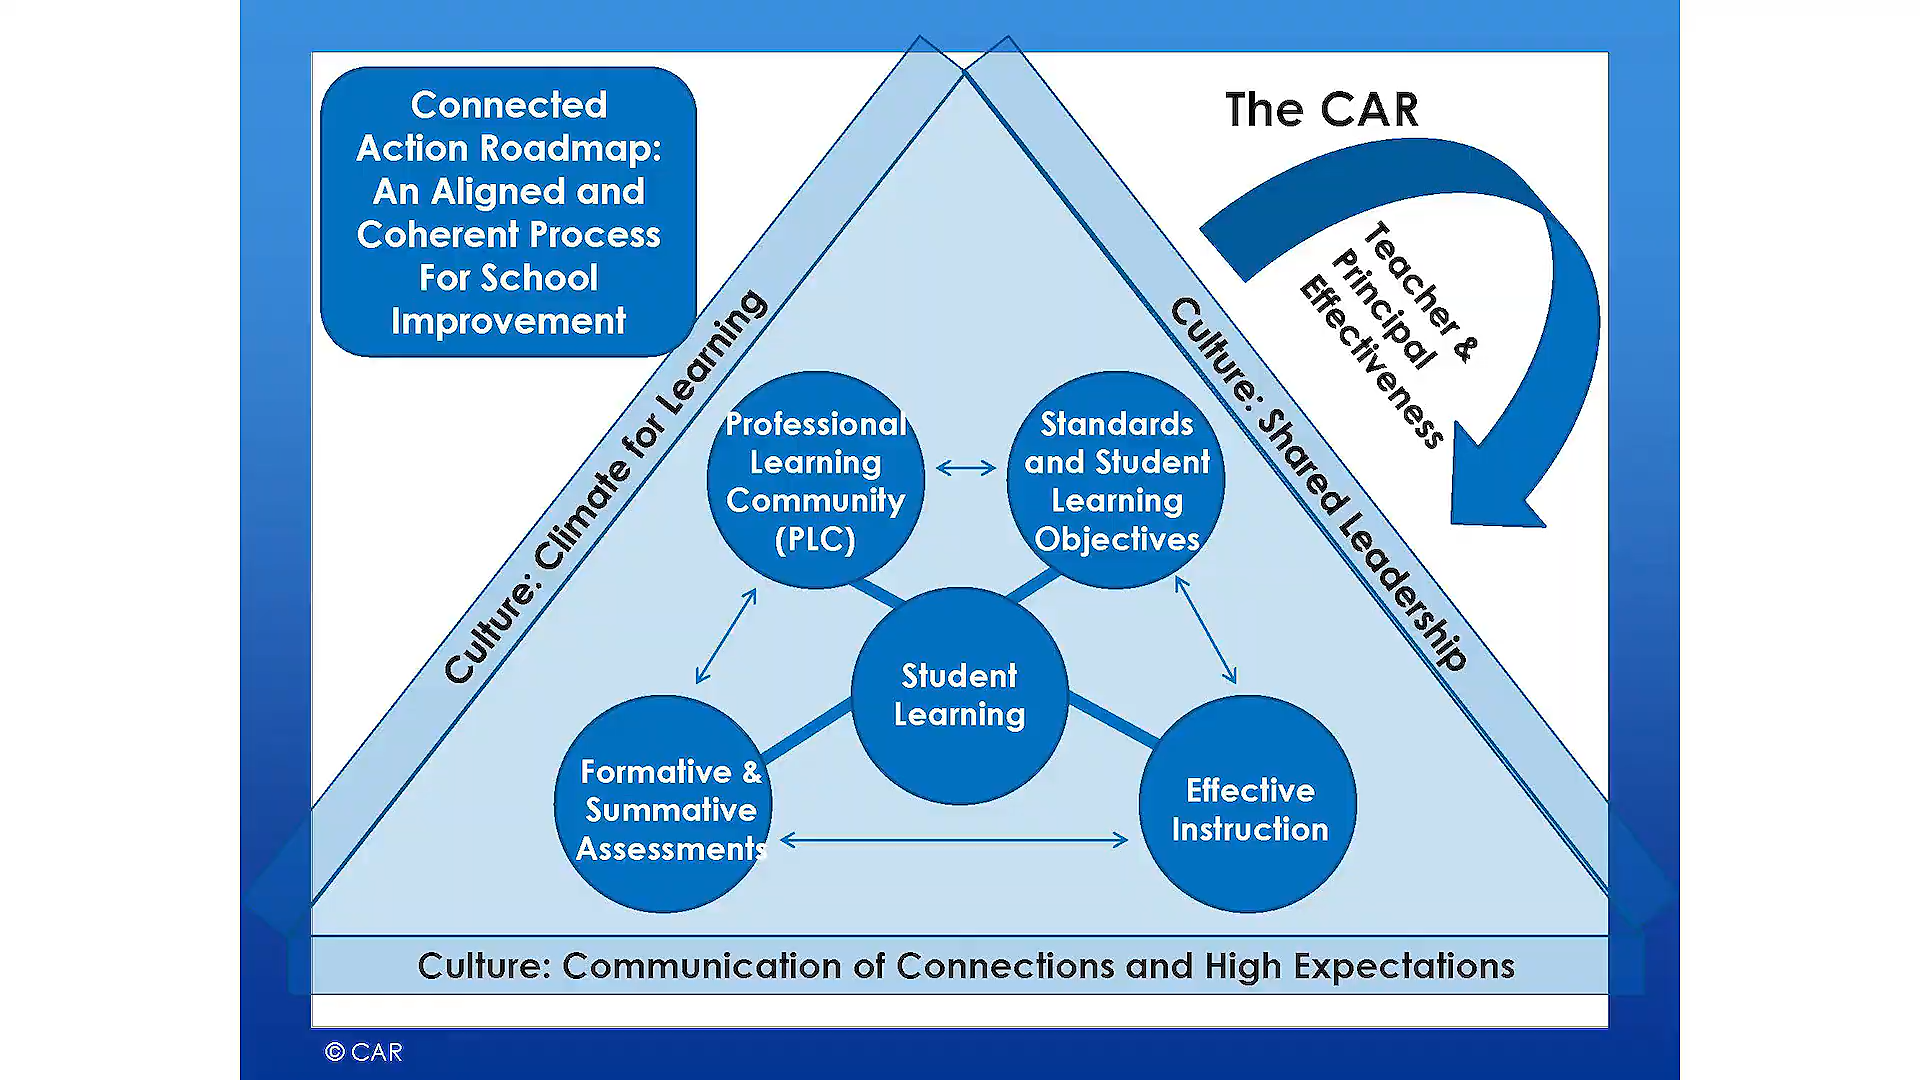 Connected
Action Roadmap:
An Aligned and
Coherent Process
For School
Improvement
The CAR
Teacher &
Principal
Effectiveness
Culture: Climate for Learning
Culture: Shared Leadership
Professional
Learning
Community
(PLC)
Standards
and Student
Learning
Objectives
Student
Learning
Formative &
Summative
Assessments
Effective
Instruction
Culture: Communication of Connections and High Expectations
© CAR